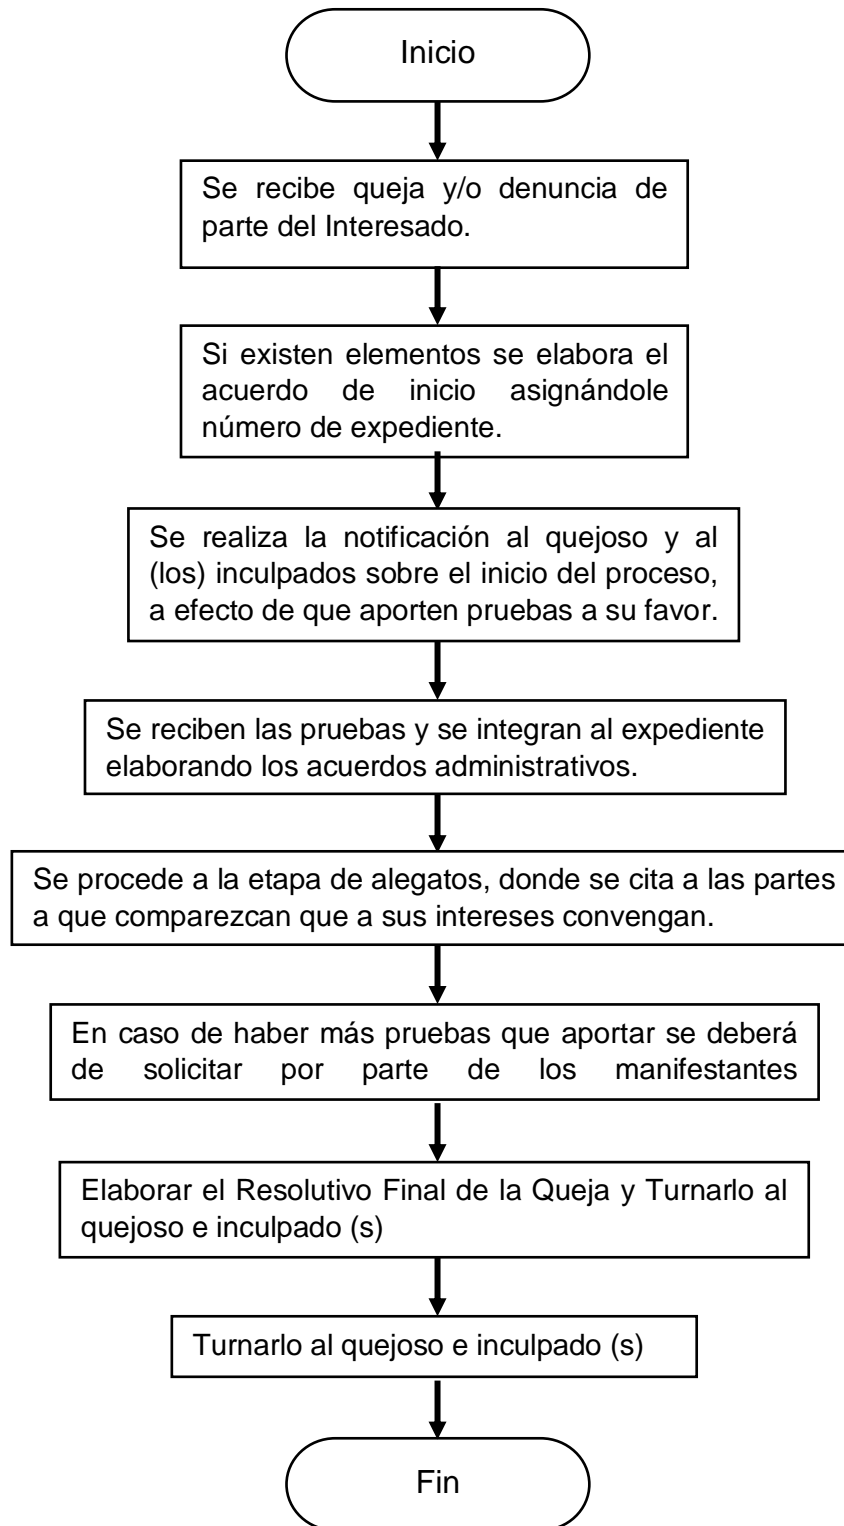 Inicio
Se recibe queja y/o denuncia de
parte del Interesado.
Si existen elementos se elabora el
acuerdo de inicio asignándole
número de expediente.
Se realiza la notificación al quejoso y al
(los) inculpados sobre el inicio del proceso,
a efecto de que aporten pruebas a su favor.
Se reciben las pruebas y se integran al expediente
elaborando los acuerdos administrativos.
Se procede a la etapa de alegatos, donde se cita a las partes
a que comparezcan que a sus intereses convengan.
En caso de haber más pruebas que aportar se deberá
de solicitar por parte de los manifestantes
Elaborar el Resolutivo Final de la Queja y Turnarlo al
quejoso e inculpado (s)
Turnarlo al quejoso e inculpado (s)
Fin